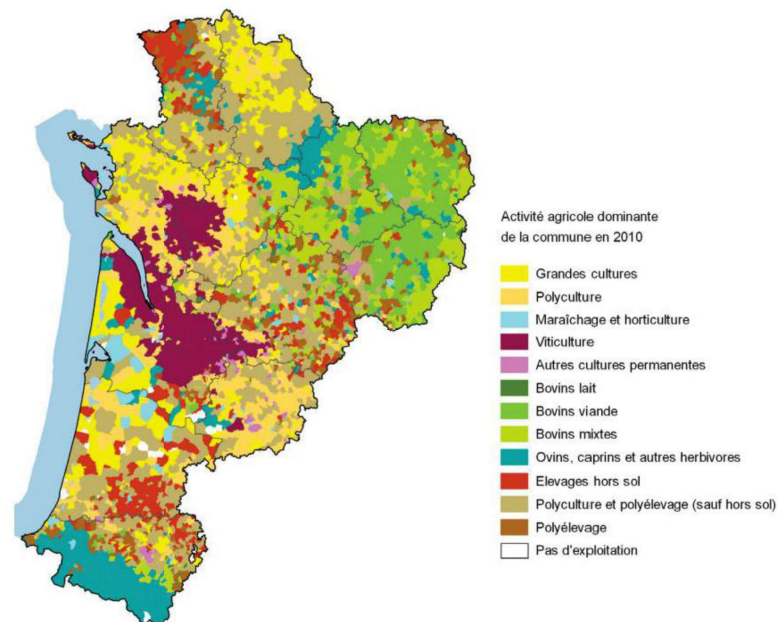 Activité agricole dominante
de la commune en 2010
Grandes cultures
Polyculture
Maraîchage et horticulture
Viticulture
Autres cultures permanentes
Bovins lait
Bovins viande
Bovins mixtes
Ovins, caprins et autres herbivores
Elevages hors sol
Polyculture et polyélevage (sauf hors sol)
Polyélevage
Pas d'exploitation